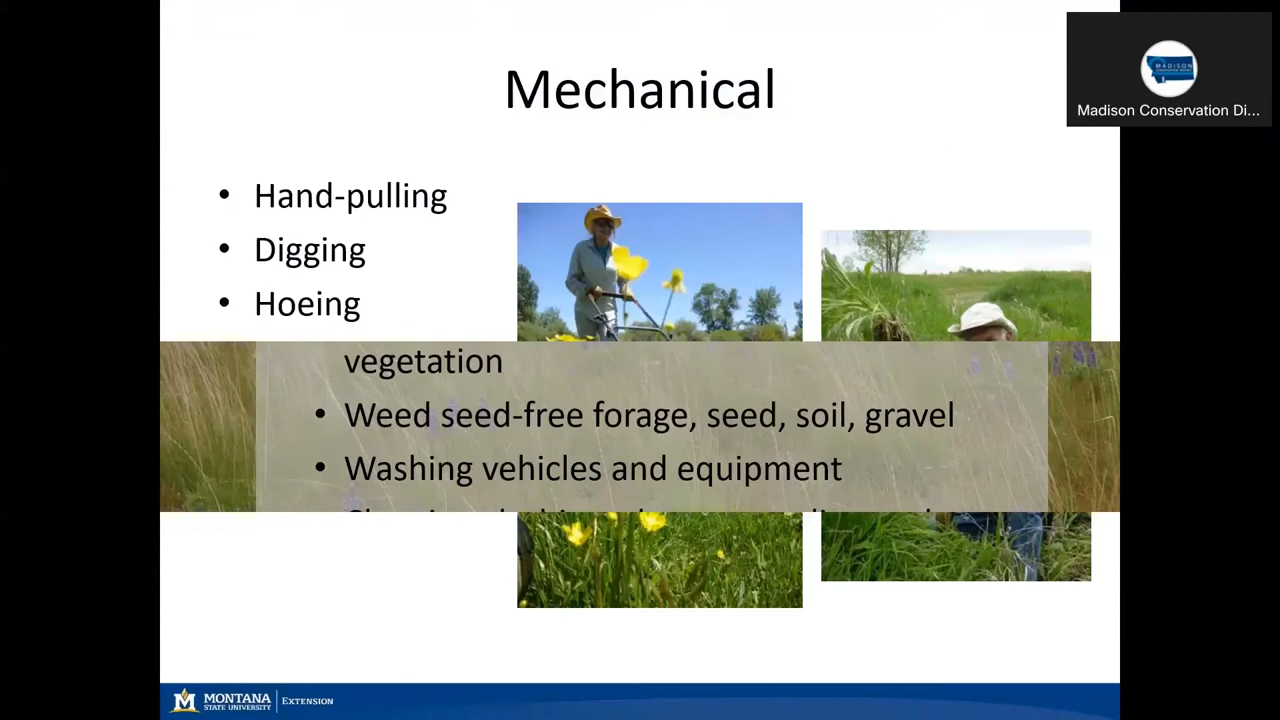 Mechanical
MADISON
Madison Conservation Di...
• Hand-pulling
• Digging
• Hoeing
vegetation
• Weed seed-free forage, seed, soil, gravel
• Washing vehicles and equipment
MONTANA
STATE UNIVERSITY
EXTENSION